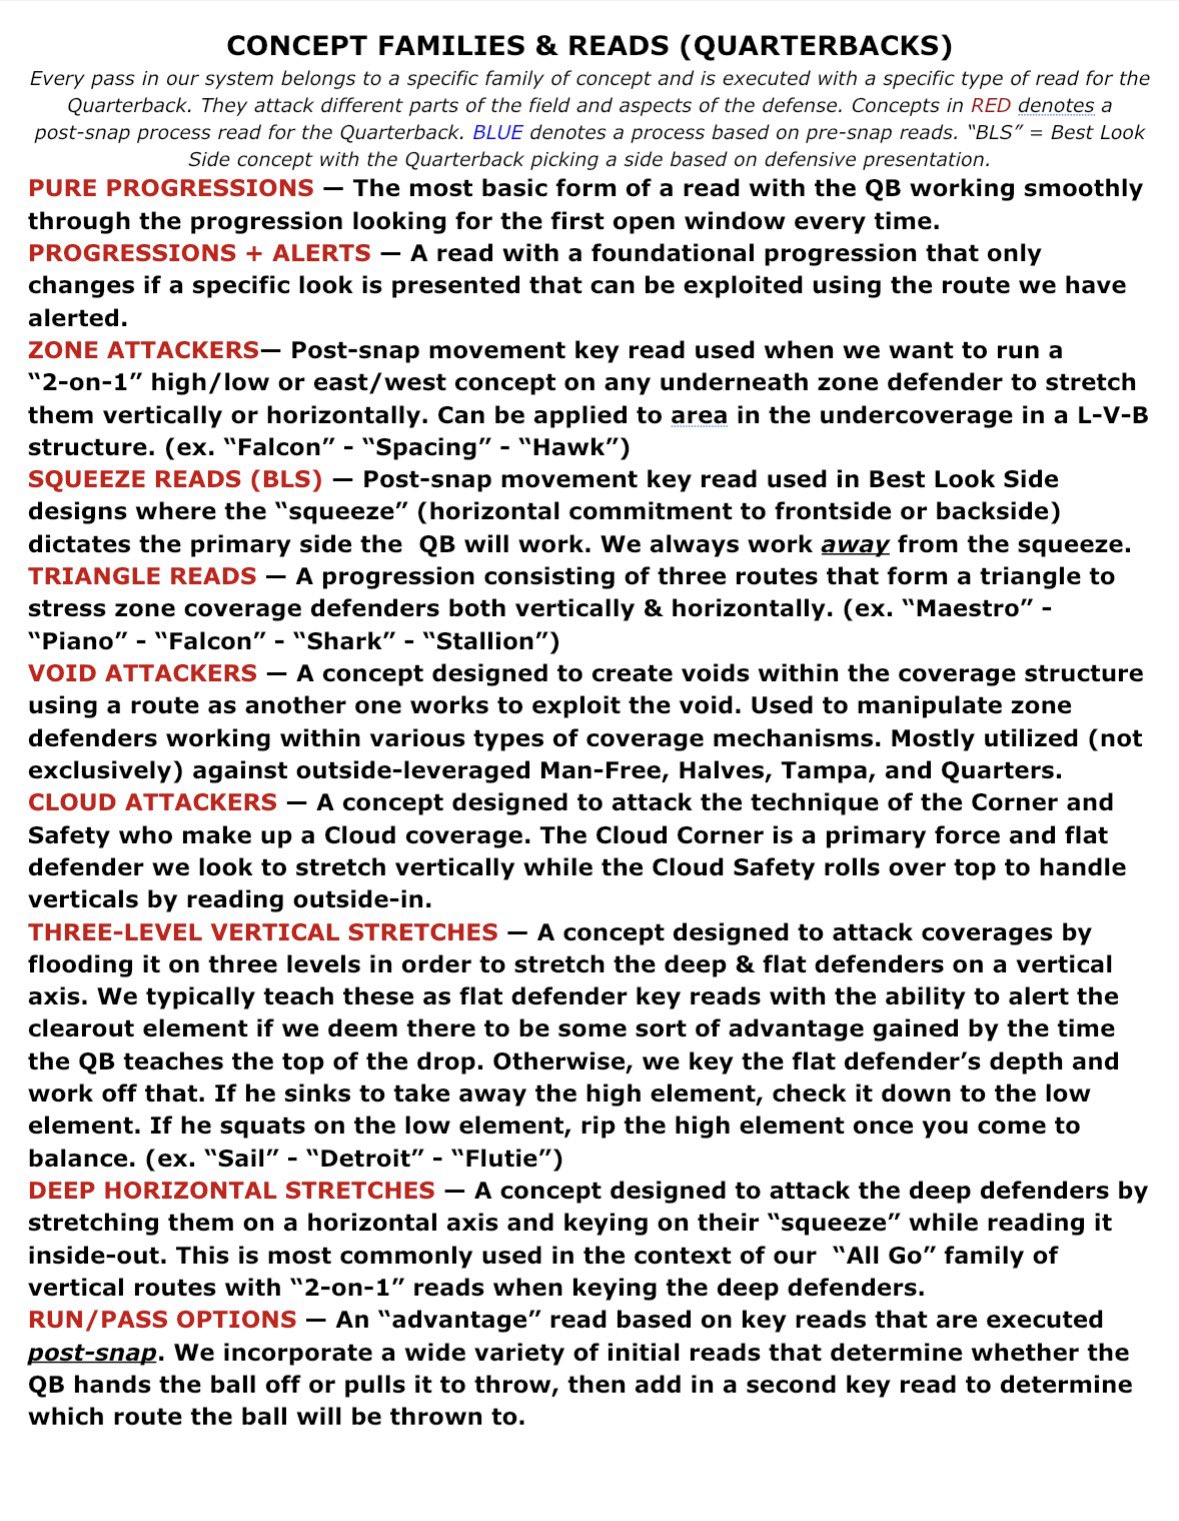 CONCEPT FAMILIES & READS (QUARTERBACKS)
Every pass in our system belongs to a specific family of concept and is executed with a specific type of read for the
Quarterback. They attack different parts of the field and aspects of the defense. Concepts in RED denotes a
post-snap process read for the Quarterback. BLUE denotes a process based on pre-snap reads. “BLS” = Best Look
Side concept with the Quarterback picking a side based on defensive presentation.
PURE PROGRESSIONS — The most basic form of a read with the QB working smoothly
through the progression looking for the first open window every time.
PROGRESSIONS + ALERTS — A read with a foundational progression that only
changes if a specific look is presented that can be exploited using the route we have
alerted.
ZONE ATTACKERS— Post-snap movement key read used when we want to run a
“2-on-1” high/low or east/west concept on any underneath zone defender to stretch
them vertically or horizontally. Can be applied to area in the undercoverage in a L-V-B
structure. (ex. “Falcon” - “Spacing” - “Hawk”)
SQUEEZE READS (BLS) — Post-snap movement key read used in Best Look Side
designs where the “squeeze” (horizontal commitment to frontside or backside)
dictates the primary side the  QB will work. We always work away from the squeeze.
TRIANGLE READS — A progression consisting of three routes that form a triangle to
stress zone coverage defenders both vertically & horizontally. (ex. “Maestro” -
“Piano” - “Falcon” - “Shark” - “Stallion”)
VOID ATTACKERS — A concept designed to create voids within the coverage structure
using a route as another one works to exploit the void. Used to manipulate zone
defenders working within various types of coverage mechanisms. Mostly utilized (not
exclusively) against outside-leveraged Man-Free, Halves, Tampa, and Quarters.
CLOUD ATTACKERS — A concept designed to attack the technique of the Corner and
Safety who make up a Cloud coverage. The Cloud Corner is a primary force and flat
defender we look to stretch vertically while the Cloud Safety rolls over top to handle
verticals by reading outside-in.
THREE-LEVEL VERTICAL STRETCHES — A concept designed to attack coverages by
flooding it on three levels in order to stretch the deep & flat defenders on a vertical
axis. We typically teach these as flat defender key reads with the ability to alert the
clearout element if we deem there to be some sort of advantage gained by the time
the QB teaches the top of the drop. Otherwise, we key the flat defender’s depth and
work off that. If he sinks to take away the high element, check it down to the low
element. If he squats on the low element, rip the high element once you come to
balance. (ex. “Sail” - “Detroit” - “Flutie”)
DEEP HORIZONTAL STRETCHES — A concept designed to attack the deep defenders by
stretching them on a horizontal axis and keying on their “squeeze” while reading it
inside-out. This is most commonly used in the context of our  “All Go” family of
vertical routes with “2-on-1” reads when keying the deep defenders.
RUN/PASS OPTIONS — An “advantage” read based on key reads that are executed
post-snap. We incorporate a wide variety of initial reads that determine whether the
QB hands the ball off or pulls it to throw, then add in a second key read to determine
which route the ball will be thrown to.